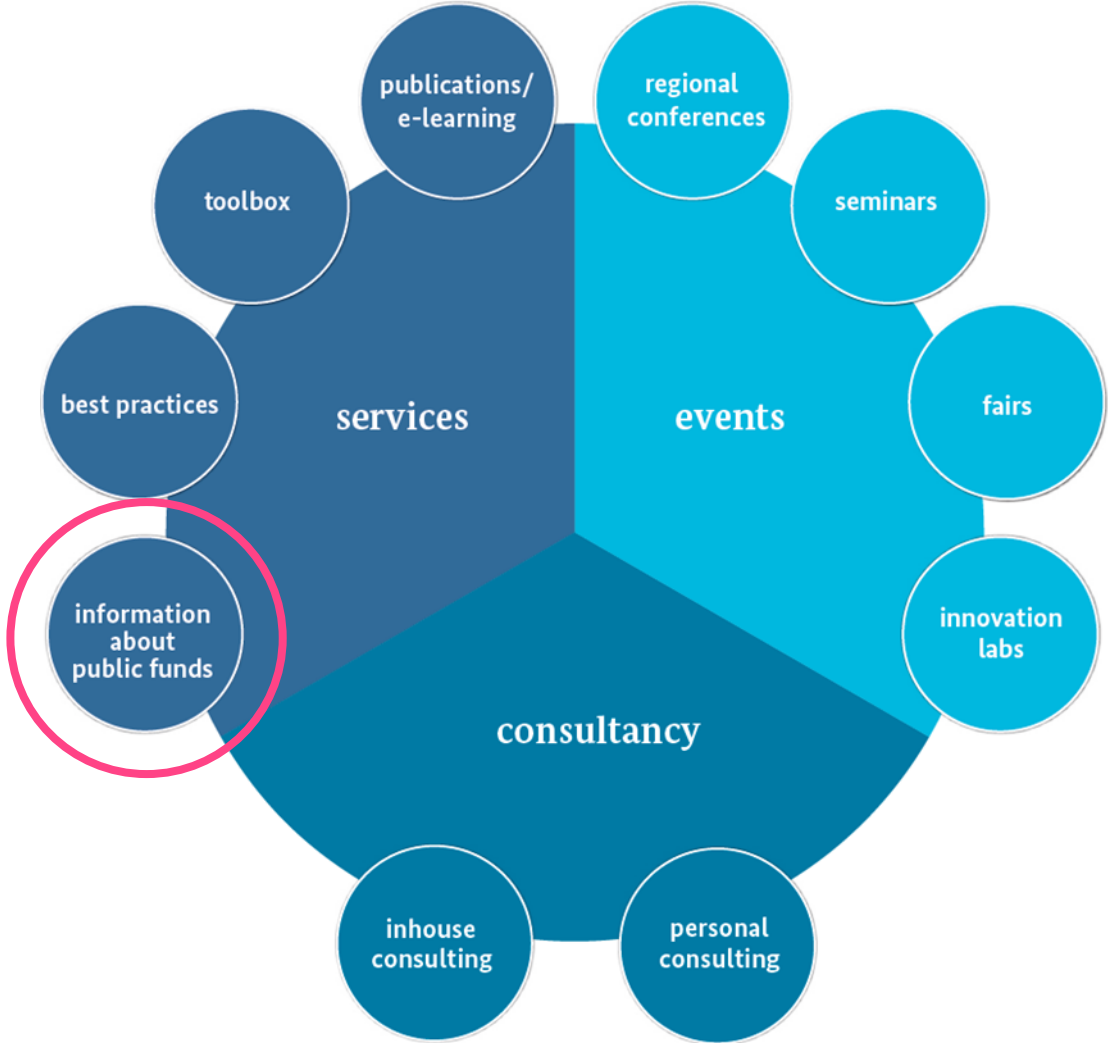 publications/
e-learning
regional
conferences
toolbox
seminars
best practices
services
events
fairs
information
about
public funds
innovation
labs
consultancy
inhouse
consulting
personal
consulting